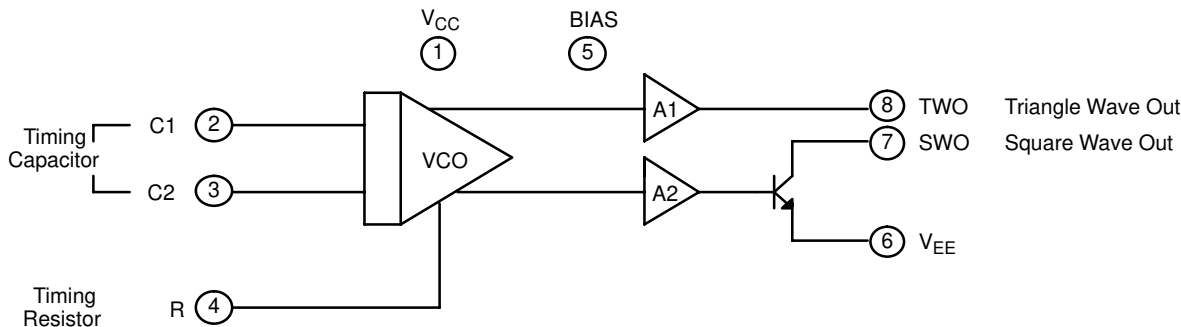 VCC
1
BIAS
5
A1
8 TWO Triangle Wave Out
C1 2
7 SWO Square Wave Out
Timing
Capacitor
VCO
C2 3
A2
6 VEE
Timing
Resistor
R 4